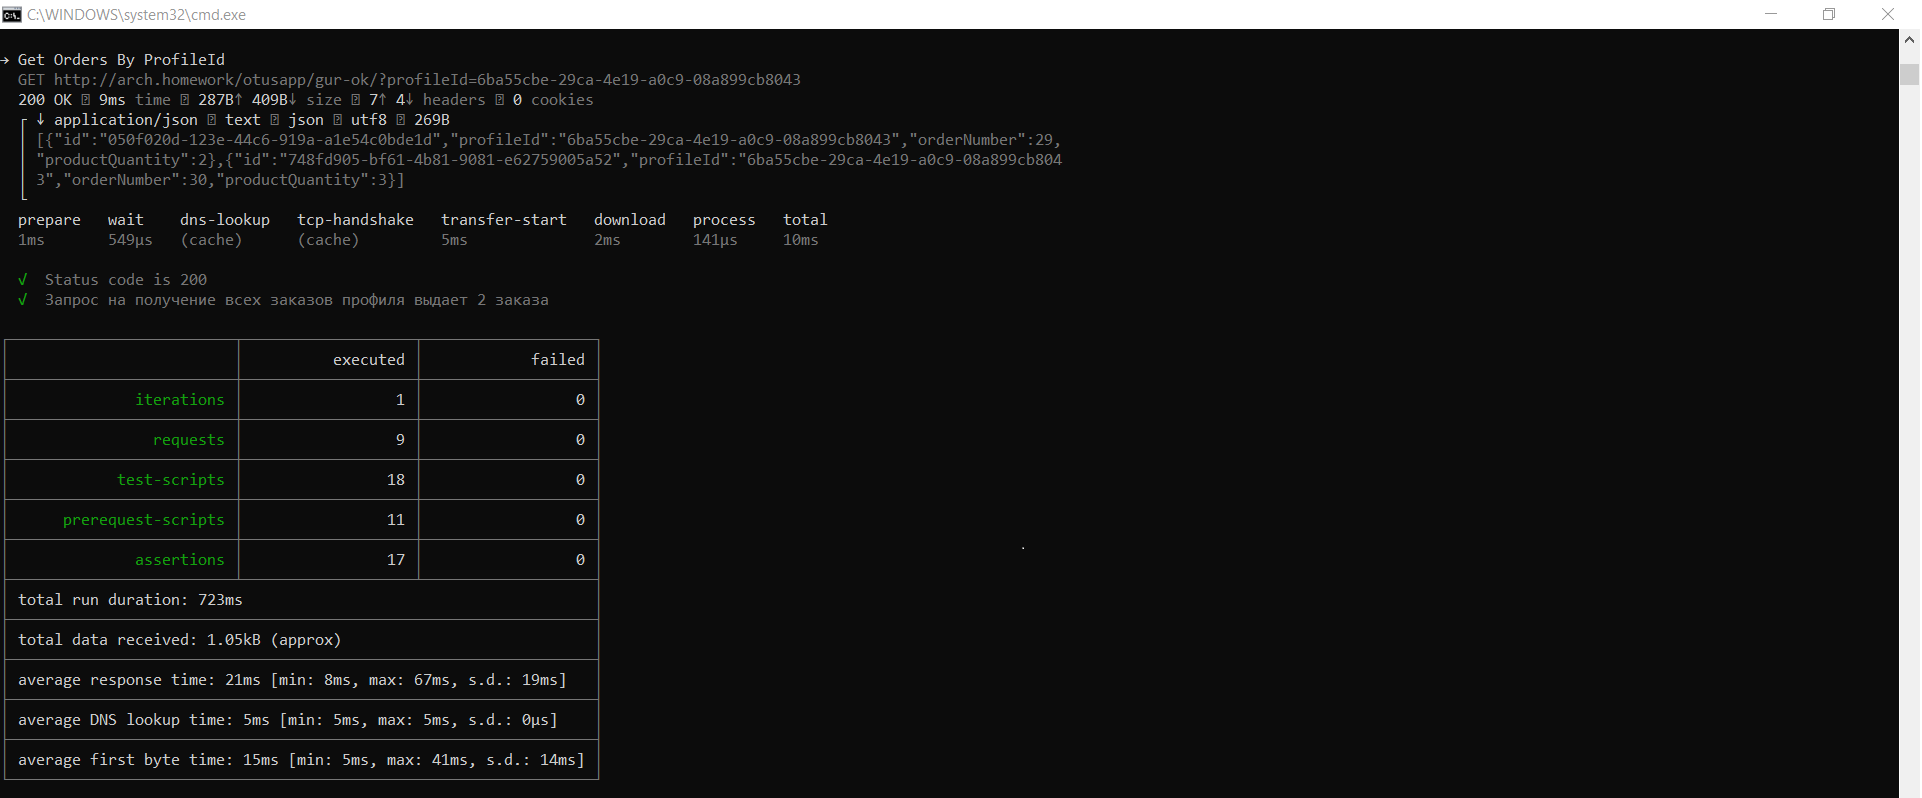 C:\WINDOWS\system32\cmd.exe
→ Get Orders By ProfileId
GET http://arch.homework/otusapp/gur-ok/?profileId=6ba55cbe-29ca-4e19-a0c9-08a899cb8043
200 OK ⍰ 9ms time ⍰ 287B↑ 409B↓ size ⍰ 7↑ 4↓ headers ⍰ 0 cookies
┌ ↓ application/json ⍰ text ⍰ json ⍰ utf8 ⍰ 269B
│ [{"id":"050f020d-123e-44c6-919a-a1e54c0bde1d","profileId":"6ba55cbe-29ca-4e19-a0c9-08a899cb8043","orderNumber":29,
│ "productQuantity":2},{"id":"748fd905-bf61-4b81-9081-e62759005a52","profileId":"6ba55cbe-29ca-4e19-a0c9-08a899cb804
│ 3","orderNumber":30,"productQuantity":3}]
└
prepare wait dns-lookup tcp-handshake transfer-start download process total
1ms 549µs (cache) (cache) 5ms 2ms 141µs 10ms
√ Status code is 200
√ Запрос на получение всех заказов профиля выдает 2 заказа
executed failed
iterations 1 0
requests 9 0
test-scripts 18 0
prerequest-scripts 11 0
assertions 17 0
total run duration: 723ms
total data received: 1.05kB (approx)
average response time: 21ms [min: 8ms, max: 67ms, s.d.: 19ms]
average DNS lookup time: 5ms [min: 5ms, max: 5ms, s.d.: 0µs]
average first byte time: 15ms [min: 5ms, max: 41ms, s.d.: 14ms]